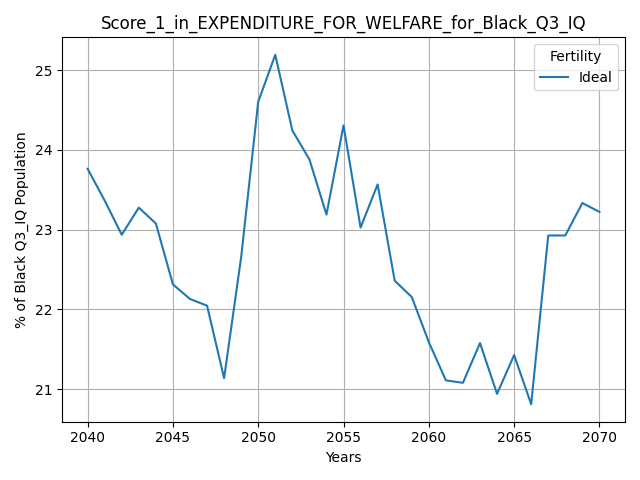 Score_1_in_EXPENDITURE_FOR_WELFARE_for_Black_Q3_IQ
Fertility
Ideal
% of Black Q3_IQ Population
25
24
23
22
21
2040 2045 2050 2055 2060 2065 2070
Years